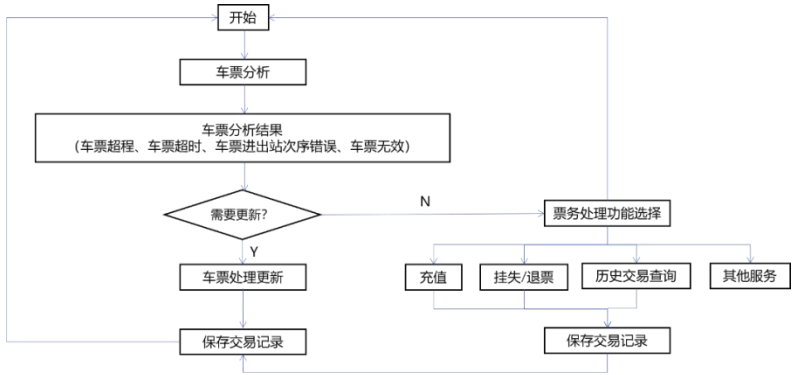 开始
车票分析
车票分析结果
（车票超程、车票超时、车票进出站次序错误、车票无效）
需要更新?
N
票务处理功能选择
Y
车票处理更新
充值
挂失/退票
历史交易查询
其他服务
保存交易记录
保存交易记录